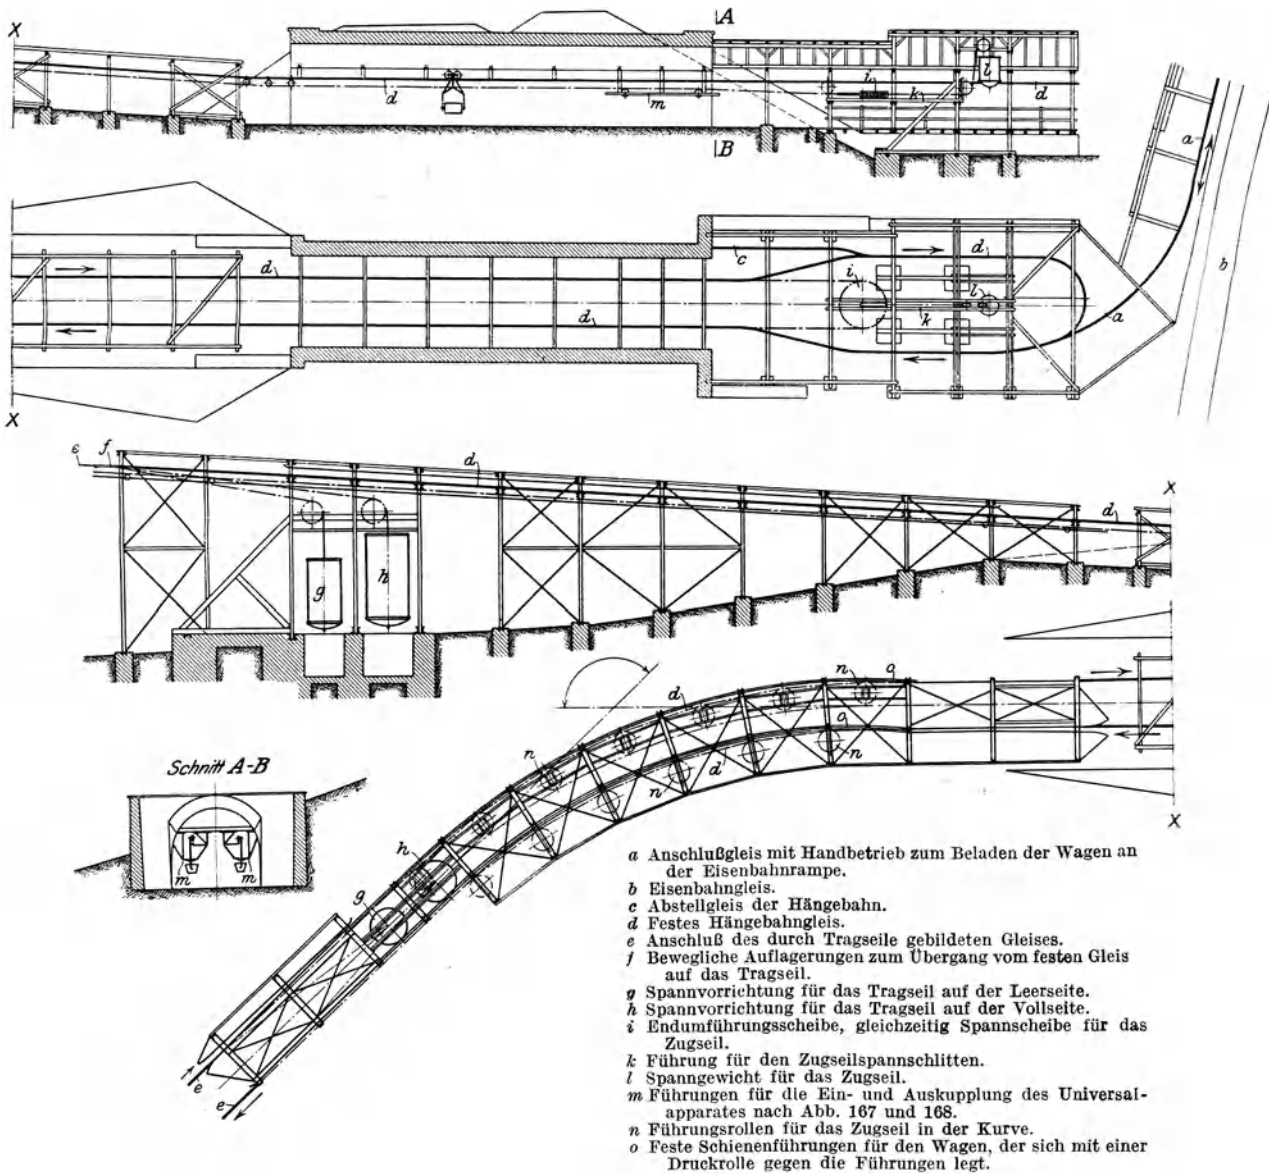 X
A
d
m
i
k
l
d
B
a
b
c
d
i
d
l
k
d
a
X
e
f
d
g
h
X
d
n
o
d
o
n
d
n
n
h
g
X
e
e
Schnitt A-B
m
m
a Anschlußgleis mit Handbetrieb zum Beladen der Wagen an
der Eisenbahnrampe.
b Eisenbahngleis.
c Abstellgleis der Hängebahn.
d Festes Hängebahngleis.
e Anschluß des durch Tragseile gebildeten Gleises.
f Bewegliche Auflagerungen zum Übergang vom festen Gleis
auf das Tragseil.
g Spannvorrichtung für das Tragseil auf der Leerseite.
h Spannvorrichtung für das Tragseil auf der Vollseite.
i Endumführungsscheibe, gleichzeitig Spannscheibe für das
Zugseil.
k Führung für den Zugseilspannschlitten.
l Spanngewicht für das Zugseil.
m Führungen für die Ein- und Auskupplung des Universal-
apparates nach Abb. 167 und 168.
n Führungsrollen für das Zugseil in der Kurve.
o Feste Schienenführungen für den Wagen, der sich mit einer
Druckrolle gegen die Führungen legt.